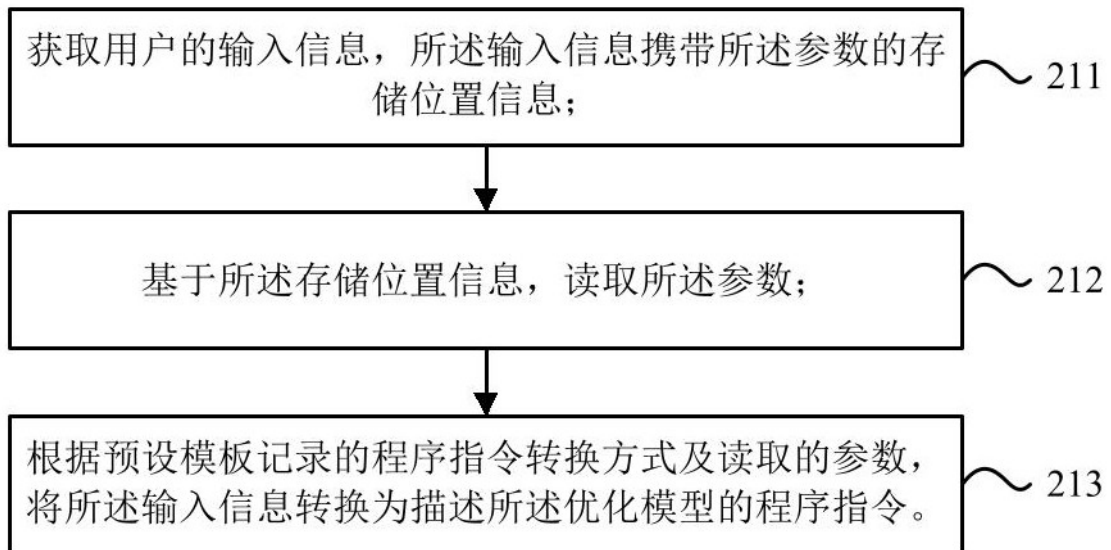 获取用户的输入信息，所述输入信息携带所述参数的存
储位置信息；
211
基于所述存储位置信息，读取所述参数；
212
根据预设模板记录的程序指令转换方式及读取的参数，
将所述输入信息转换为描述所述优化模型的程序指令。
213